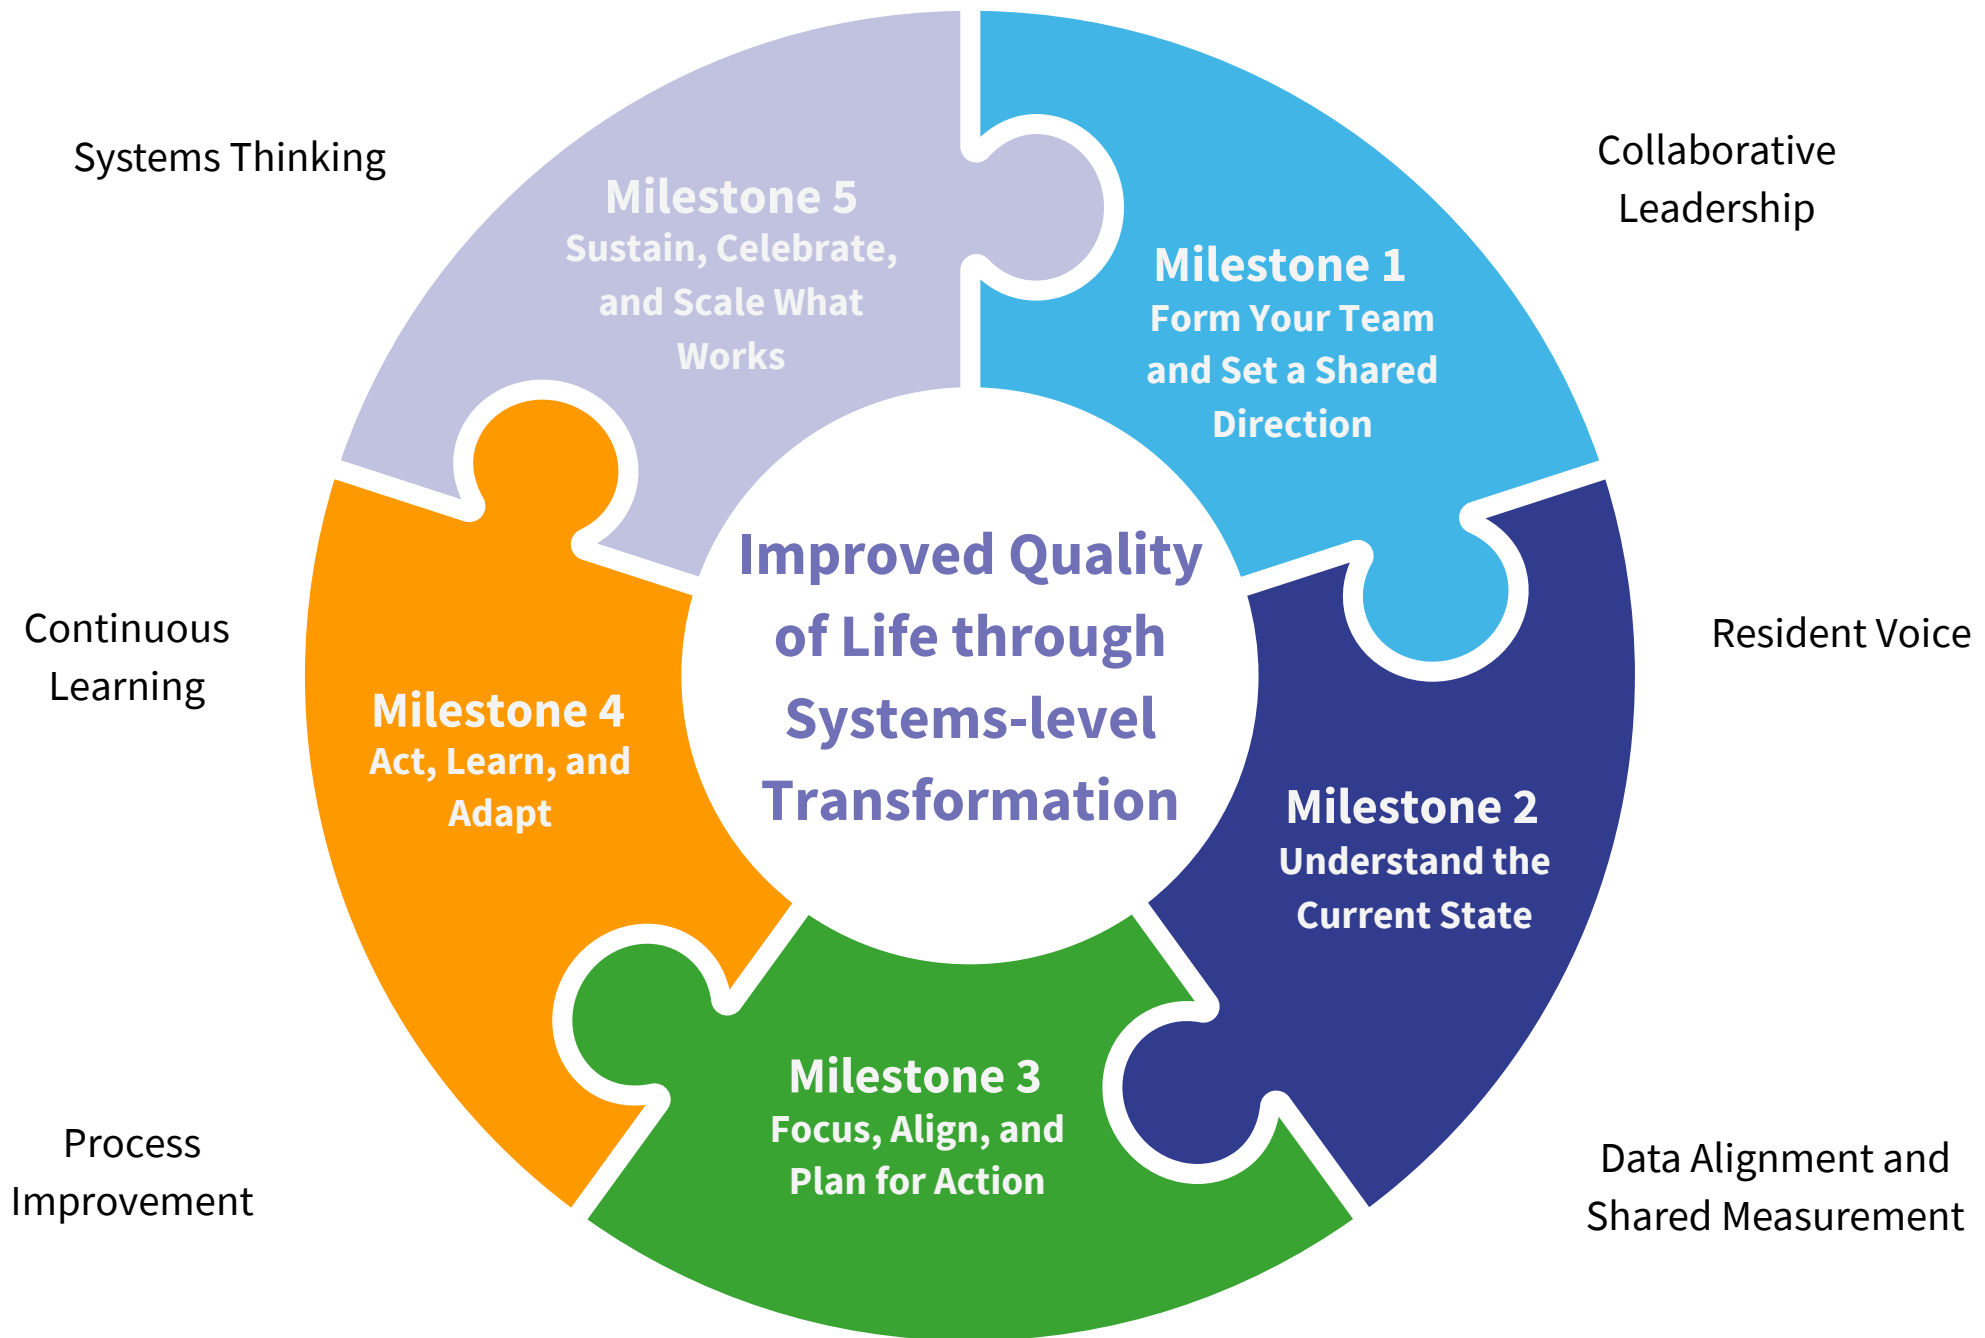 Systems Thinking
Collaborative
Leadership
Milestone 5
Sustain, Celebrate,
and Scale What
Works
Milestone 1
Form Your Team
and Set a Shared
Direction
Improved Quality
of Life through
Systems-level
Transformation
Continuous
Learning
Resident Voice
Milestone 4
Act, Learn, and
Adapt
Milestone 2
Understand the
Current State
Milestone 3
Focus, Align, and
Plan for Action
Process
Improvement
Data Alignment and
Shared Measurement